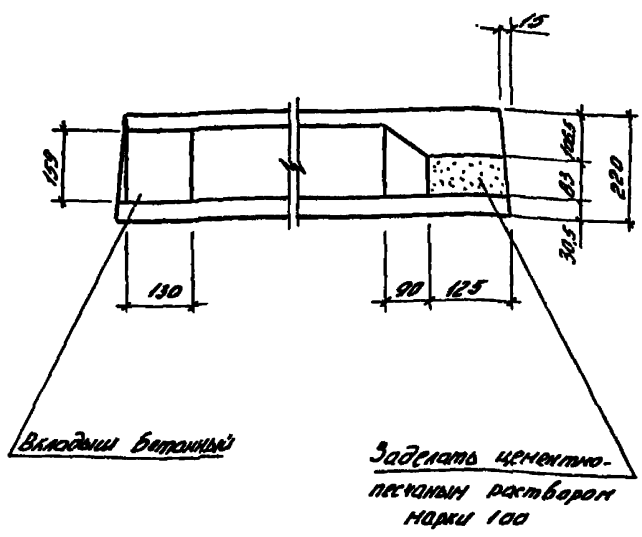 15
159
106.5
83
220
30.5
130
90
125
Вкладыш бетонный
Заделать цементно-
песчаным раствором
марки 100